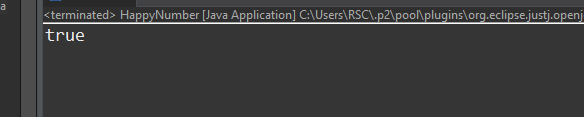 <terminated> HappyNumber [Java Application] C:\Users\RSC\.p2\pool\plugins\org.eclipse.justj.openj
true